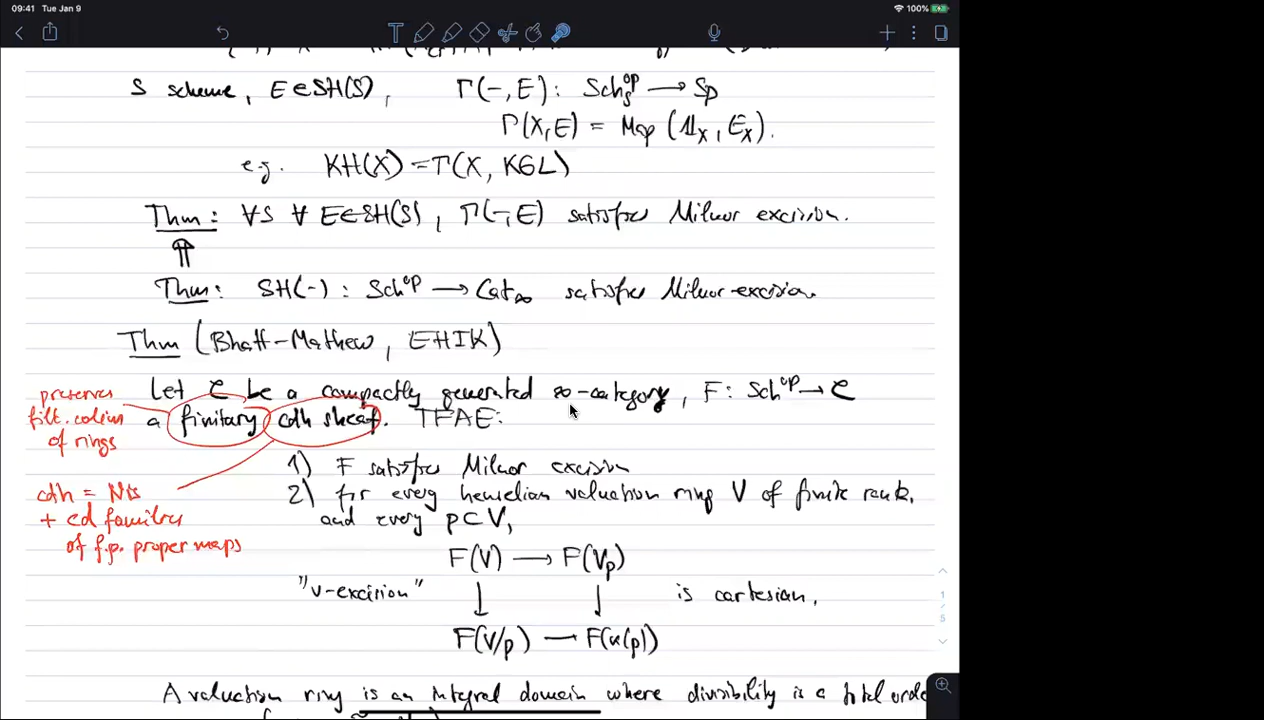 09:41 Tue Jan 9
100%
S scheme, E∈SH(S), Γ(-,E): Sch_S^op → Sp
Γ(X,E) = Map (𝟙_X, E_X).
e.g. KH(X) = Γ(X, KGL)
Thm: ∀S ∀ E∈SH(S), Γ(-,E) satisfies Milnor excision.
⇑
Thm: SH(-): Sch^op → Cat_∞ satisfies Milnor excision.
Thm (Bhatt-Mathew, EHIK)
Let C be a compactly generated ∞-category, F: Sch^op → C
a finitary cdh sheaf. TFAE:
preserves
filt. colim
of rings
1) F satisfies Milnor excision
2) for every henselian valuation ring V of finite rank,
and every p⊂V,
cdh = Nis
+ cd families
of f.p. proper maps
F(V) → F(V_p)
"v-excision" ↓ ↓ is cartesian.
F(V/p) → F(κ(p))
A valuation ring is an integral domain where divisibility is a total orde
1
/
5